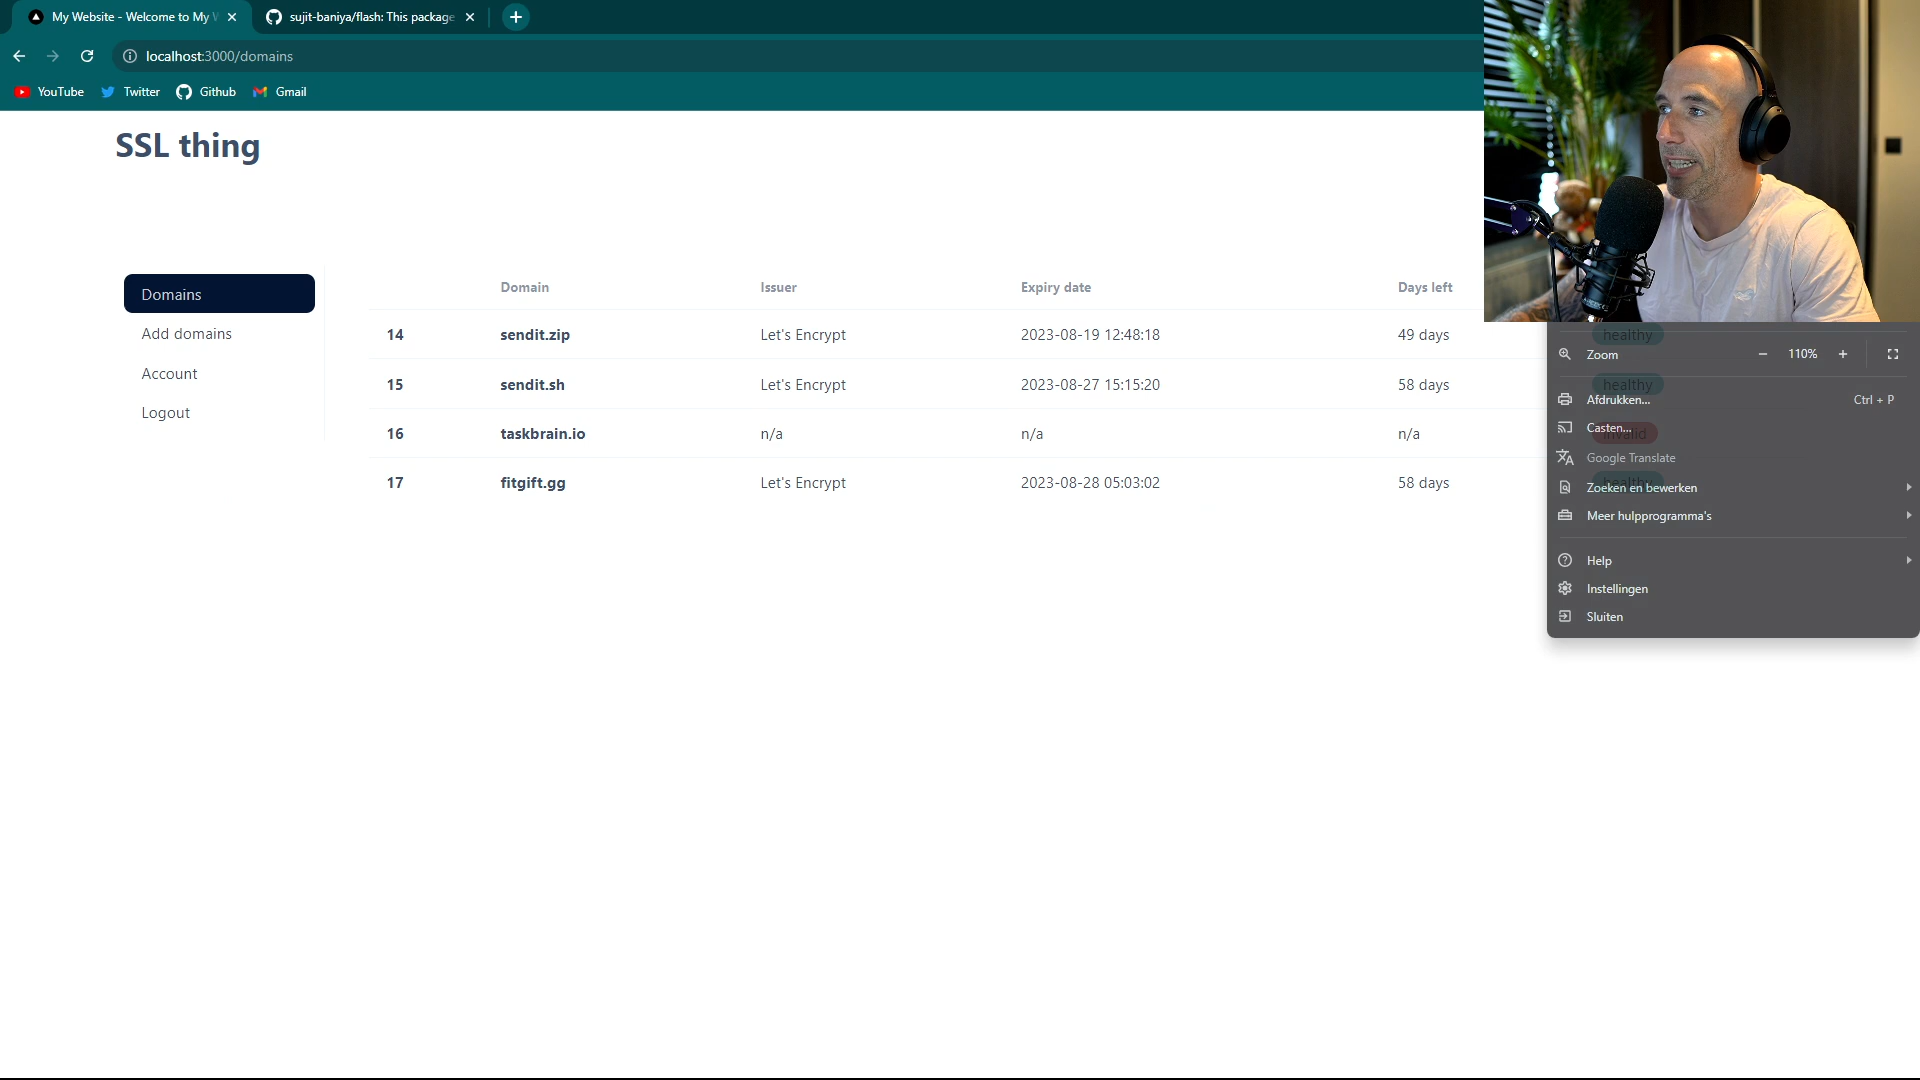 My Website - Welcome to My
sujit-baniya/flash: This package
localhost:3000/domains
YouTube Twitter Github Gmail
SSL thing
Domains
Add domains
Account
Logout
Domain Issuer Expiry date Days left
14 sendit.zip Let's Encrypt 2023-08-19 12:48:18 49 days healthy
15 sendit.sh Let's Encrypt 2023-08-27 15:15:20 58 days healthy
16 taskbrain.io n/a n/a n/a invalid
17 fitgift.gg Let's Encrypt 2023-08-28 05:03:02 58 days healthy
Zoom 110%
Afdrukken... Ctrl + P
Casten...
Google Translate
Zoeken en bewerken
Meer hulpprogramma's
Help
Instellingen
Sluiten